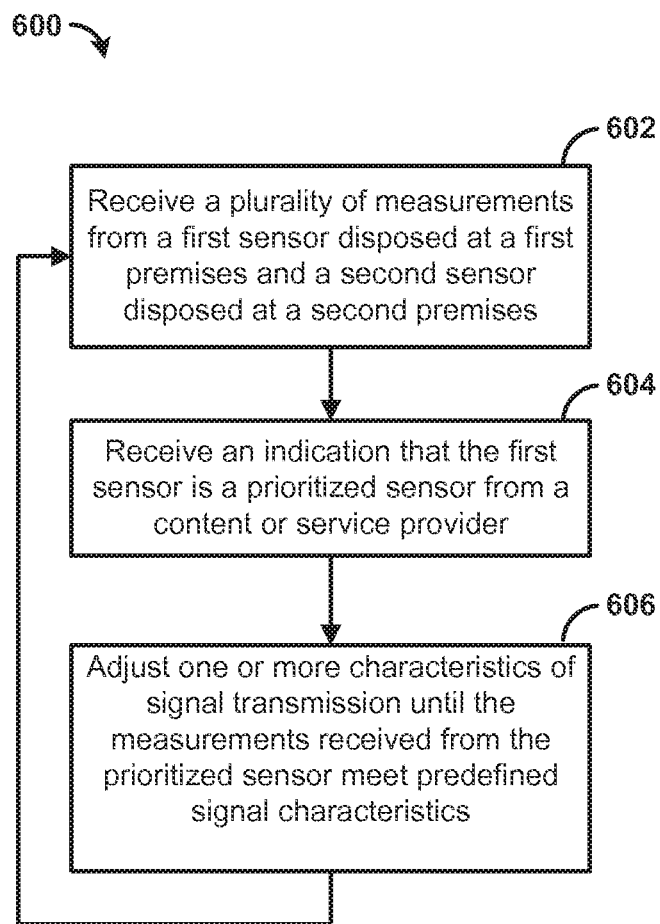 600
602
Receive a plurality of measurements
from a first sensor disposed at a first
premises and a second sensor
disposed at a second premises
604
Receive an indication that the first
sensor is a prioritized sensor from a
content or service provider
606
Adjust one or more characteristics of
signal transmission until the
measurements received from the
prioritized sensor meet predefined
signal characteristics